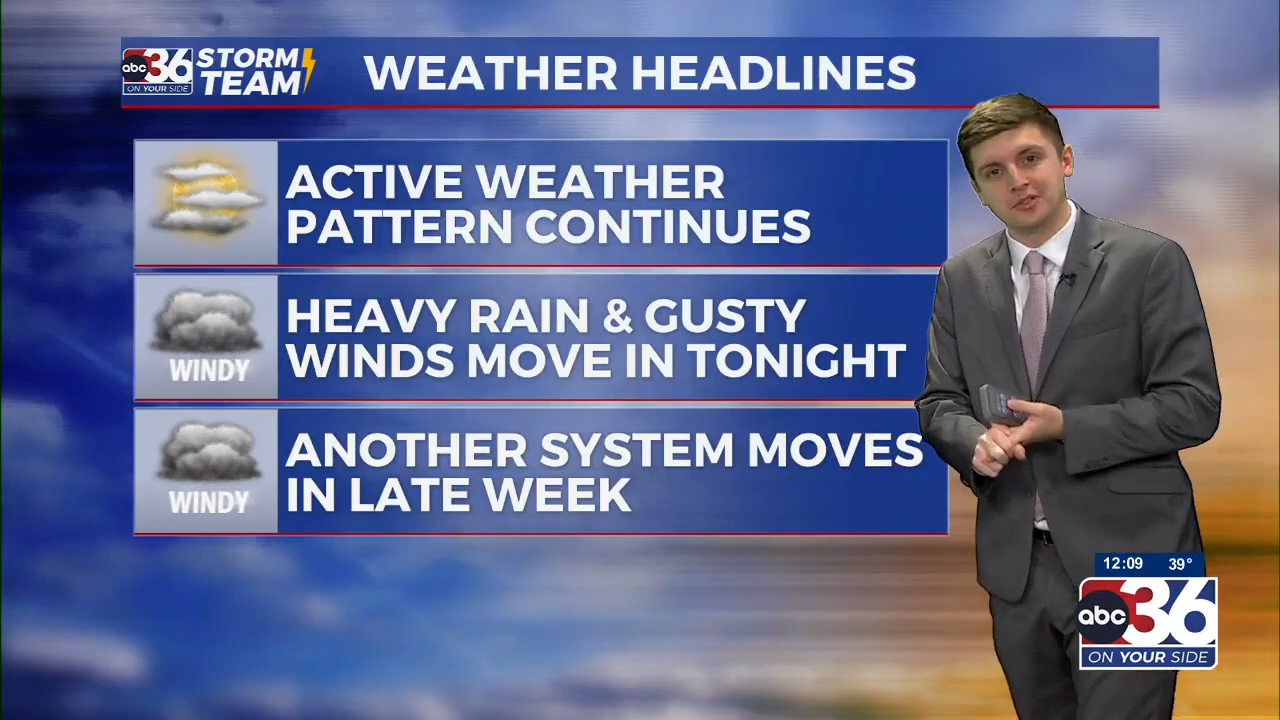 abc 36
ON YOUR SIDE
STORM
TEAM
WEATHER HEADLINES
ACTIVE WEATHER
PATTERN CONTINUES
WINDY
HEAVY RAIN & GUSTY
WINDS MOVE IN TONIGHT
WINDY
ANOTHER SYSTEM MOVES
IN LATE WEEK
12:09 39°
abc 36
ON YOUR SIDE